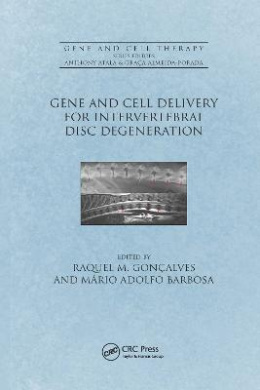 GENE AND CELL THERAPY
SERIES EDITORS
ANTHONY ATALA & GRAÇA ALMEIDA-PORADA
GENE AND CELL DELIVERY
FOR INTERVERTEBRAL
DISC DEGENERATION
EDITED BY
RAQUEL M. GONÇALVES
AND MÁRIO ADOLFO BARBOSA
CRC Press
Taylor & Francis Group